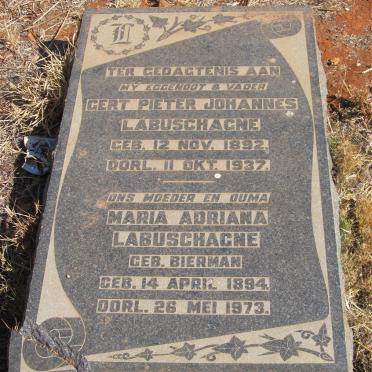 L
TER GEDAGTENIS AAN
MY EGGENOOT & VADER
GERT PIETER JOHANNES
LABUSCHAGNE
GEB. 12 NOV. 1892.
OORL. 11 OKT. 1937.
ONS MOEDER EN OUMA
MARIA ADRIANA
LABUSCHAGNE
GEB. BIERMAN
GEB. 14 APRIL 1894.
OORL. 26 MEI 1973.